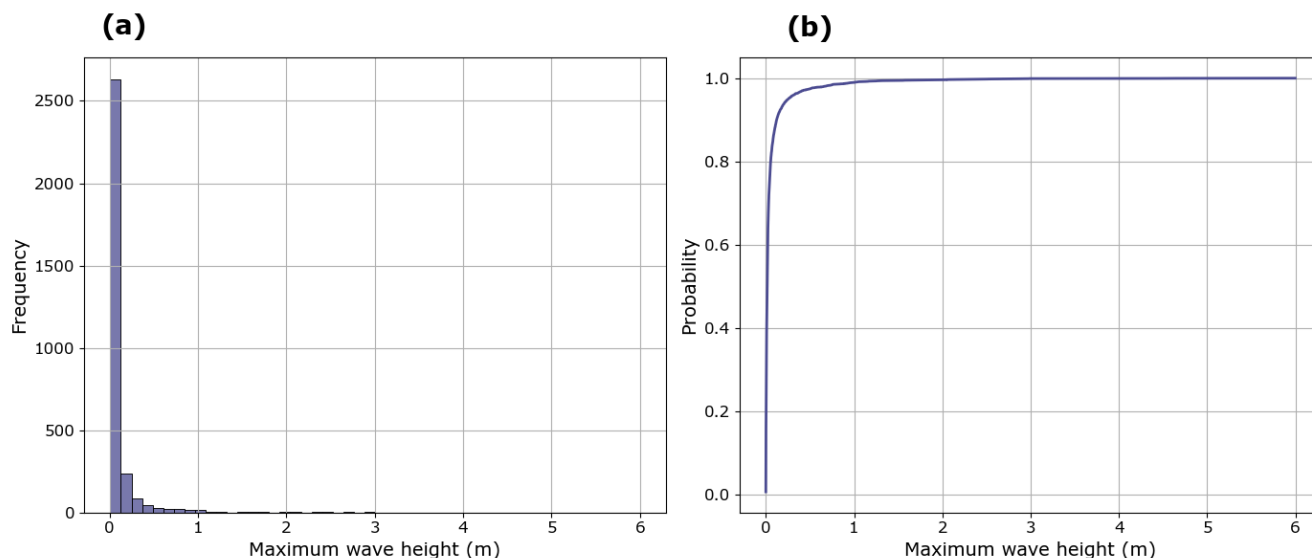 (a)
(b)
2500
2000
1500
1000
500
0
Frequency
0 1 2 3 4 5 6
Maximum wave height (m)
1.0
0.8
0.6
0.4
0.2
0.0
Probability
0 1 2 3 4 5 6
Maximum wave height (m)